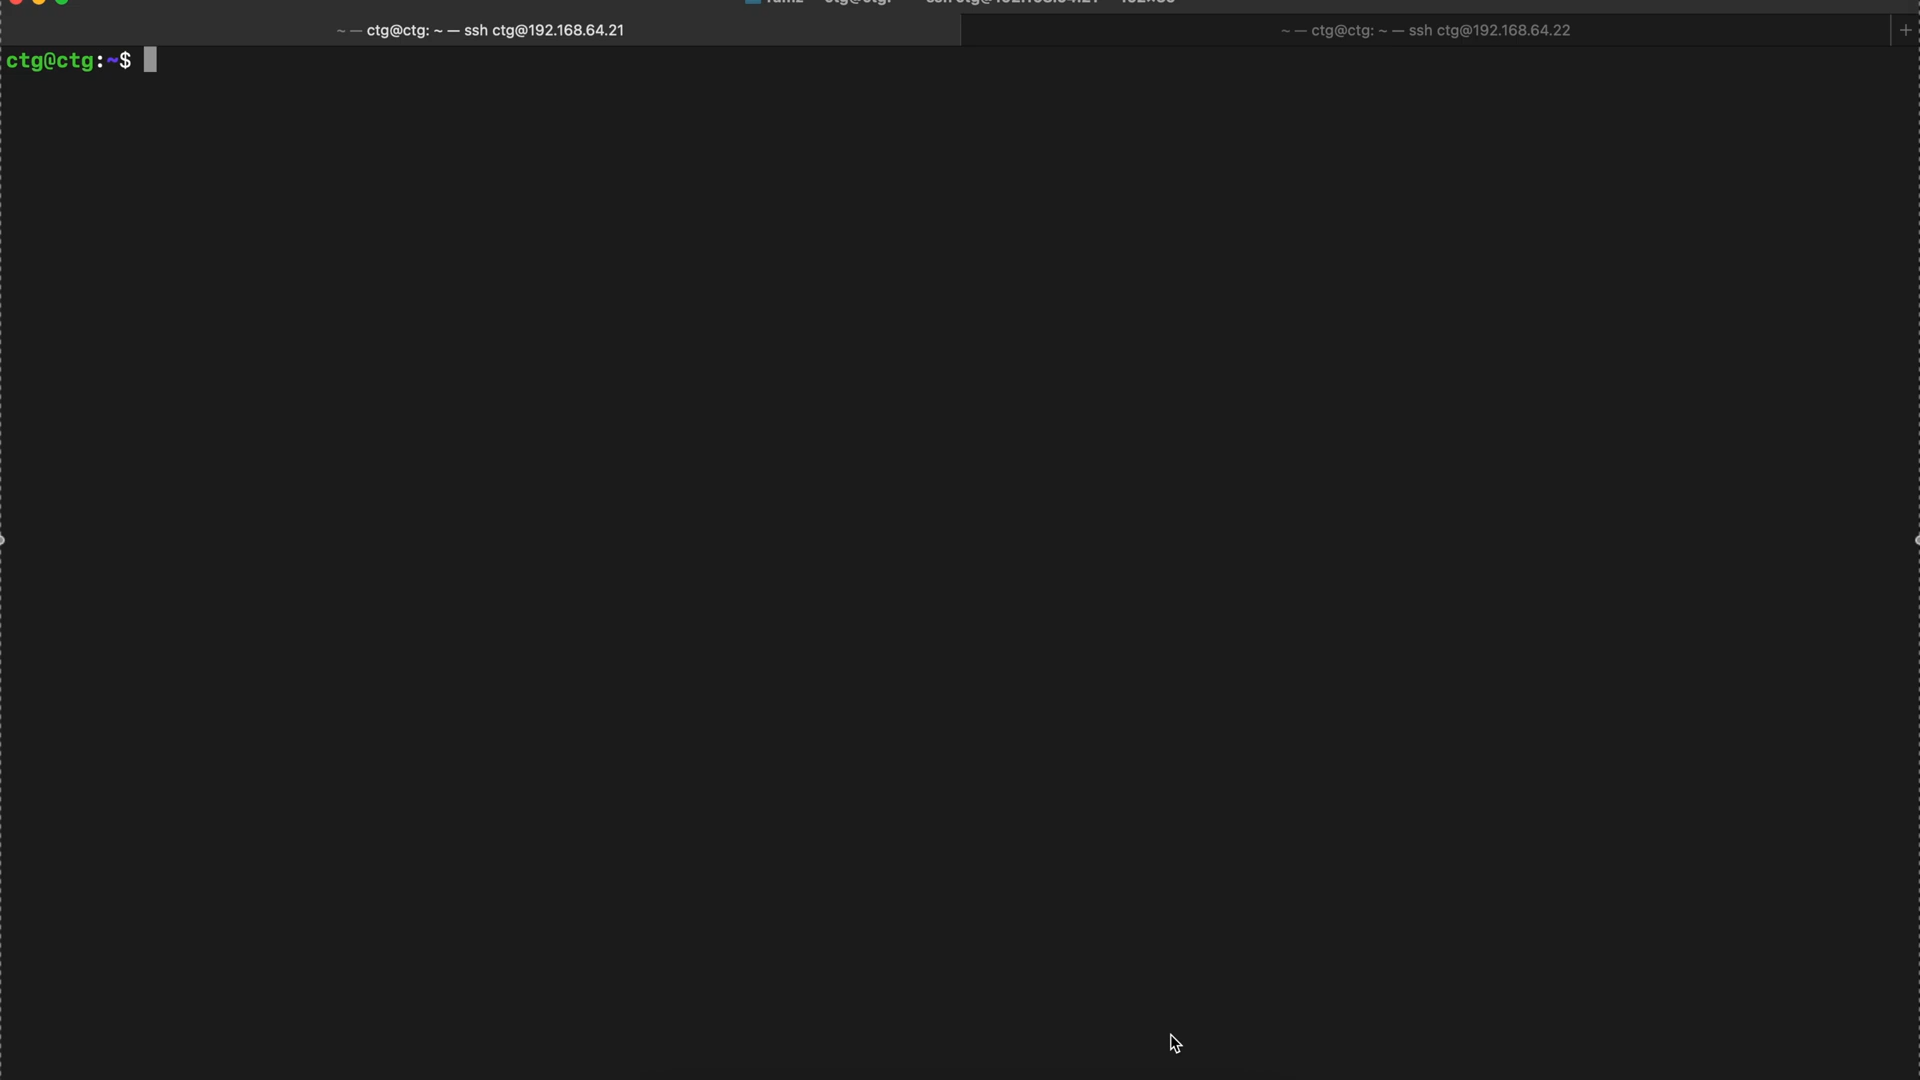 ~ — ctg@ctg: ~ — ssh ctg@192.168.64.21
~ — ctg@ctg: ~ — ssh ctg@192.168.64.22 +
ctg@ctg:~$